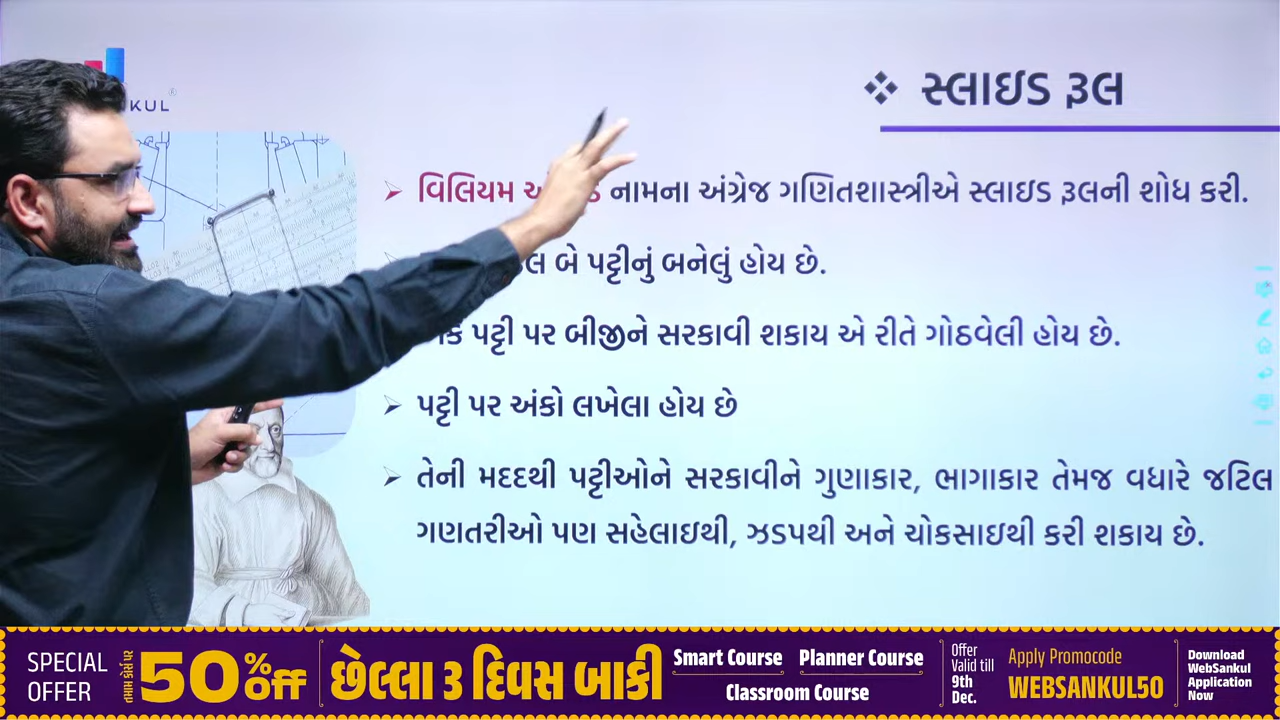 KUL
❖ સ્લાઇડ રૂલ
➢ વિલિયમ નામના અંગ્રેજ ગણિતશાસ્ત્રીએ સ્લાઇડ રૂલની શોધ કરી.
બે પટ્ટીનું બનેલું હોય છે.
પટ્ટી પર બીજીને સરકાવી શકાય એ રીતે ગોઠવેલી હોય છે.
➢ પટ્ટી પર અંકો લખેલા હોય છે
➢ તેની મદદથી પટ્ટીઓને સરકાવીને ગુણાકાર, ભાગાકાર તેમજ વધારે જટિલ
ગણતરીઓ પણ સહેલાઇથી, ઝડપથી અને ચોકસાઇથી કરી શકાય છે.
SPECIAL
OFFER
તમામ કોર્સ પર
50% off
છેલ્લા ૩ દિવસ બાકી
Smart Course Planner Course
Classroom Course
Offer
Valid till
9th
Dec.
Apply Promocode
WEBSANKUL50
Download
WebSankul
Application
Now